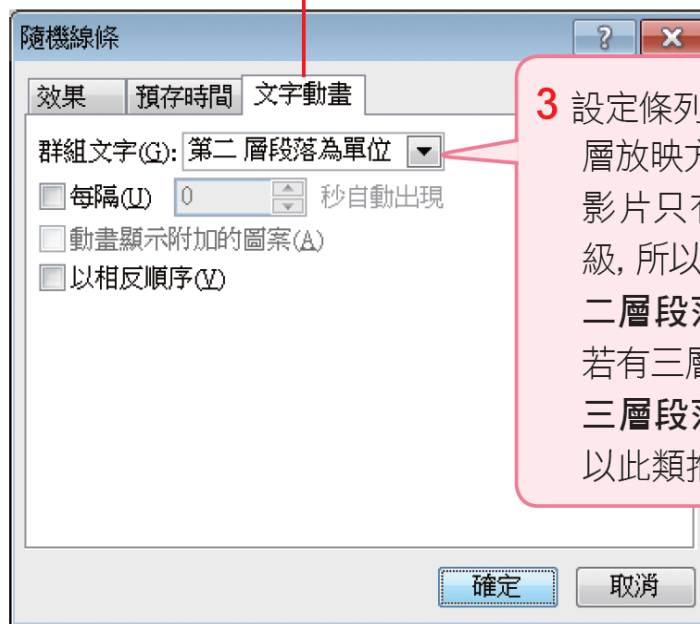 隨機線條
效果 預存時間 文字動畫
群組文字(G): 第二 層段落為單位
每隔(U) 0 秒自動出現
動畫顯示附加的圖案(A)
以相反順序(V)
3 設定條列
層放映方
影片只有
級, 所以
二層段落
若有三層
三層段落
以此類推
確定 取消